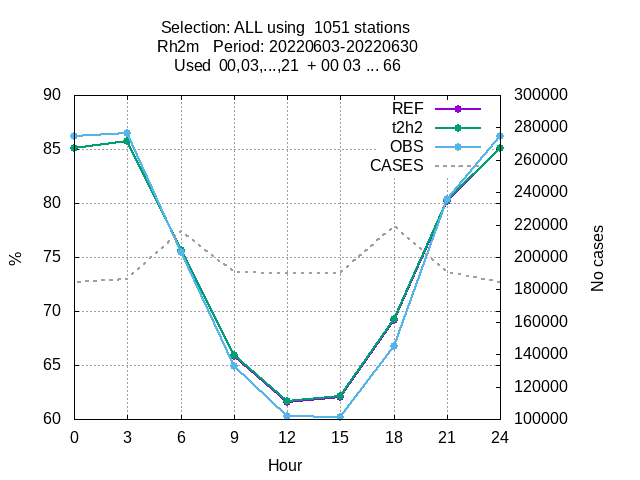 Selection: ALL using  1051 stations
Rh2m   Period: 20220603-20220630
Used  00,03,...,21  + 00 03 ... 66
REF
t2h2
OBS
CASES
90
85
80
75
70
65
60
%
300000
280000
260000
240000
220000
200000
180000
160000
140000
120000
100000
No cases
0 3 6 9 12 15 18 21 24
Hour